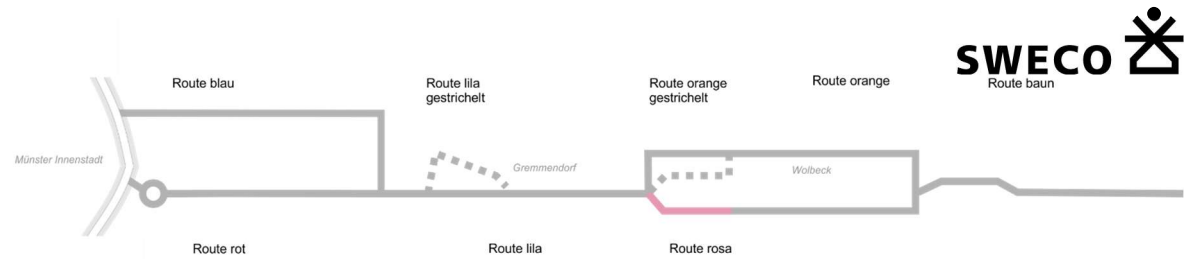 SWECO
Route blau
Route lila
gestrichelt
Route orange
gestrichelt
Route orange
Route baun
Münster Innenstadt
Gremmendorf
Wolbeck
Route rot
Route lila
Route rosa